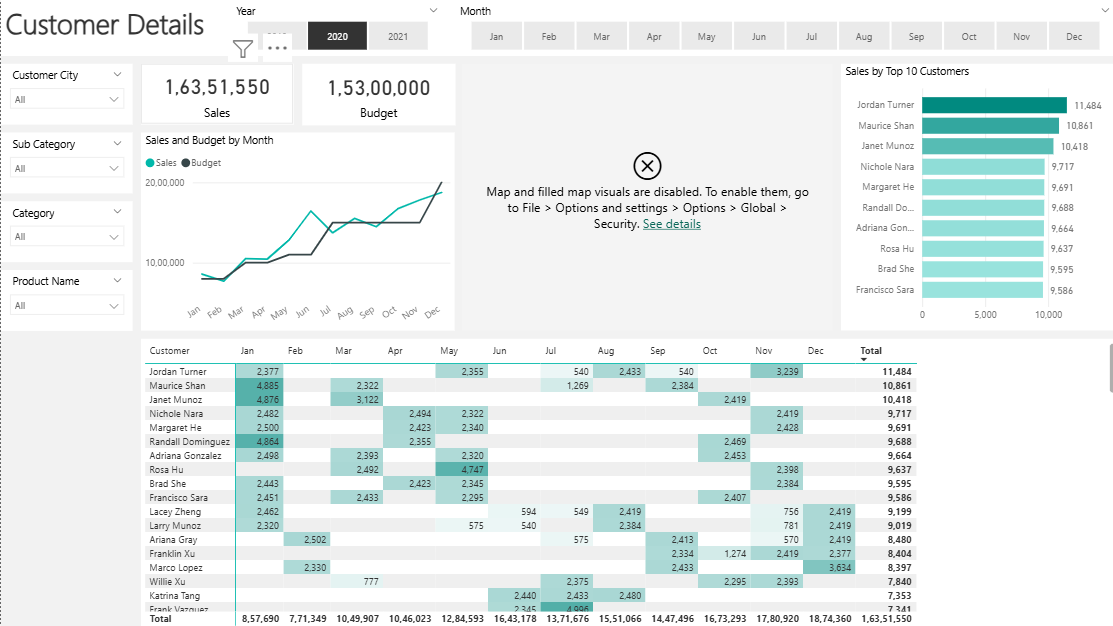 Customer Details
Year
2020
2021
Month
Jan Feb Mar Apr May Jun Jul Aug Sep Oct Nov Dec
Customer City
All
Sub Category
All
Category
All
Product Name
All
1,63,51,550
Sales
1,53,00,000
Budget
Sales and Budget by Month
Sales Budget
20,00,000
10,00,000
Jan Feb Mar Apr May Jun Jul Aug Sep Oct Nov Dec
Map and filled map visuals are disabled. To enable them, go
to File > Options and settings > Options > Global >
Security. See details
Sales by Top 10 Customers
Jordan Turner 11,484
Maurice Shan 10,861
Janet Munoz 10,418
Nichole Nara 9,717
Margaret He 9,691
Randall Do... 9,688
Adriana Gon... 9,664
Rosa Hu 9,637
Brad She 9,595
Francisco Sara 9,586
0 5,000 10,000
Customer Jan Feb Mar Apr May Jun Jul Aug Sep Oct Nov Dec Total
Jordan Turner 2,377 2,355 540 2,433 540 3,239 11,484
Maurice Shan 4,885 2,322 1,269 2,384 10,861
Janet Munoz 4,876 3,122 2,419 10,418
Nichole Nara 2,482 2,494 2,322 2,419 9,717
Margaret He 2,500 2,423 2,340 2,428 9,691
Randall Dominguez 4,864 2,355 2,469 9,688
Adriana Gonzalez 2,498 2,393 2,320 2,453 9,664
Rosa Hu 2,492 4,747 2,398 9,637
Brad She 2,443 2,423 2,345 2,384 9,595
Francisco Sara 2,451 2,433 2,295 2,407 9,586
Lacey Zheng 2,462 594 549 2,419 756 2,419 9,199
Larry Munoz 2,320 575 540 2,384 781 2,419 9,019
Ariana Gray 2,502 575 2,413 570 2,419 8,480
Franklin Xu 2,334 1,274 2,419 2,377 8,404
Marco Lopez 2,330 2,433 3,634 8,397
Willie Xu 777 2,375 2,295 2,393 7,840
Katrina Tang 2,440 2,433 2,480 7,353
Frank Vazquez 2,345 4,996 7,341
Total 8,57,690 7,71,349 10,49,907 10,46,023 12,84,593 16,43,178 13,71,676 15,51,066 14,47,496 16,73,293 17,80,920 18,74,360 1,63,51,550